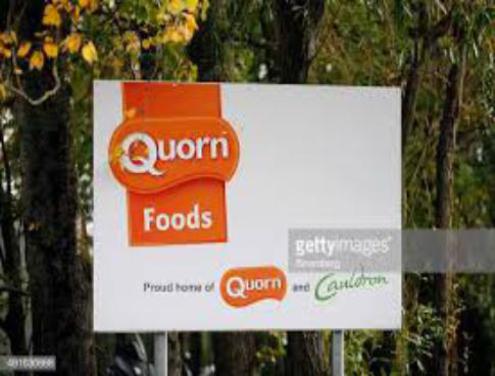 Quorn
Foods
gettyimages®
Bloomberg
Proud home of Quorn and Cauldron